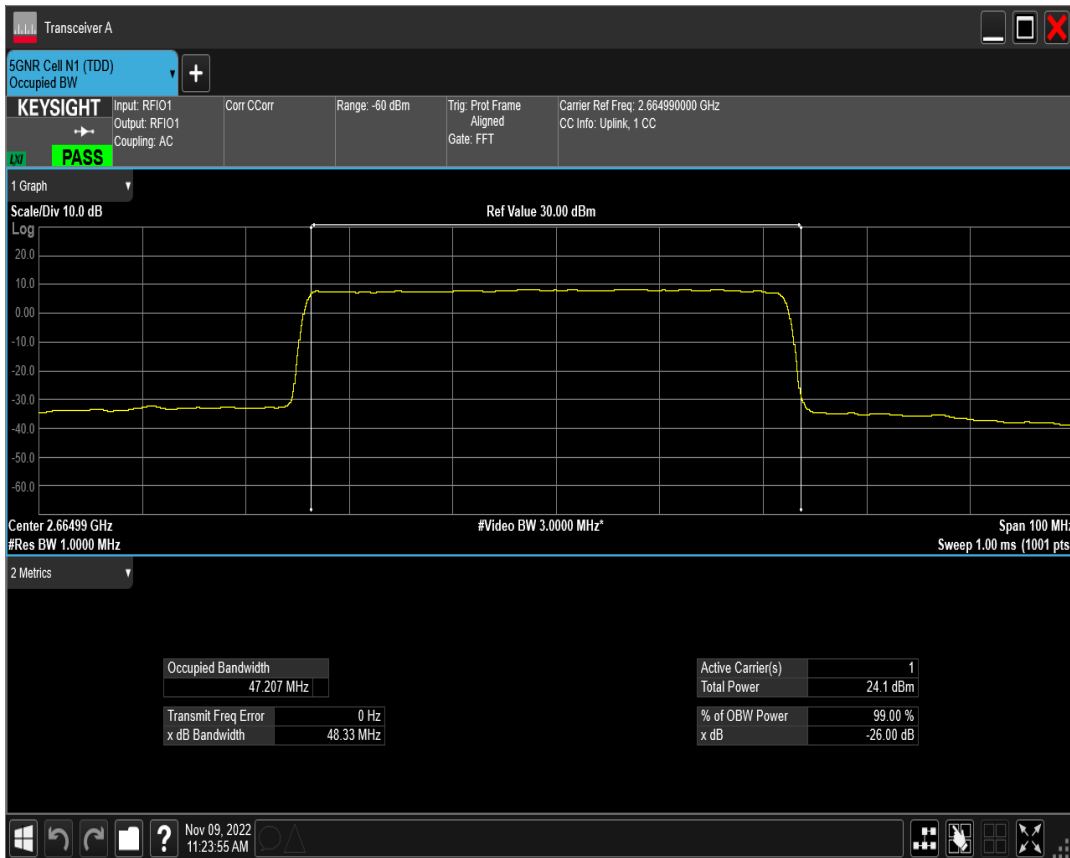 Transceiver A
5GNR Cell N1 (TDD)
Occupied BW
+
KEYSIGHT
LXI
PASS
Input: RFIO1
Output: RFIO1
Coupling: AC
Corr CCorr
Range: -60 dBm
Trig: Prot Frame
Aligned
Gate: FFT
Carrier Ref Freq: 2.664990000 GHz
CC Info: Uplink, 1 CC
1 Graph
Scale/Div 10.0 dB
Ref Value 30.00 dBm
Log
20.0
10.0
0.00
-10.0
-20.0
-30.0
-40.0
-50.0
-60.0
Center 2.66499 GHz
#Video BW 3.0000 MHz*
Span 100 MHz
#Res BW 1.0000 MHz
Sweep 1.00 ms (1001 pts
2 Metrics
Occupied Bandwidth
47.207 MHz
Transmit Freq Error 0 Hz
x dB Bandwidth 48.33 MHz
Active Carrier(s) 1
Total Power 24.1 dBm
% of OBW Power 99.00 %
x dB -26.00 dB
?
Nov 09, 2022
11:23:55 AM